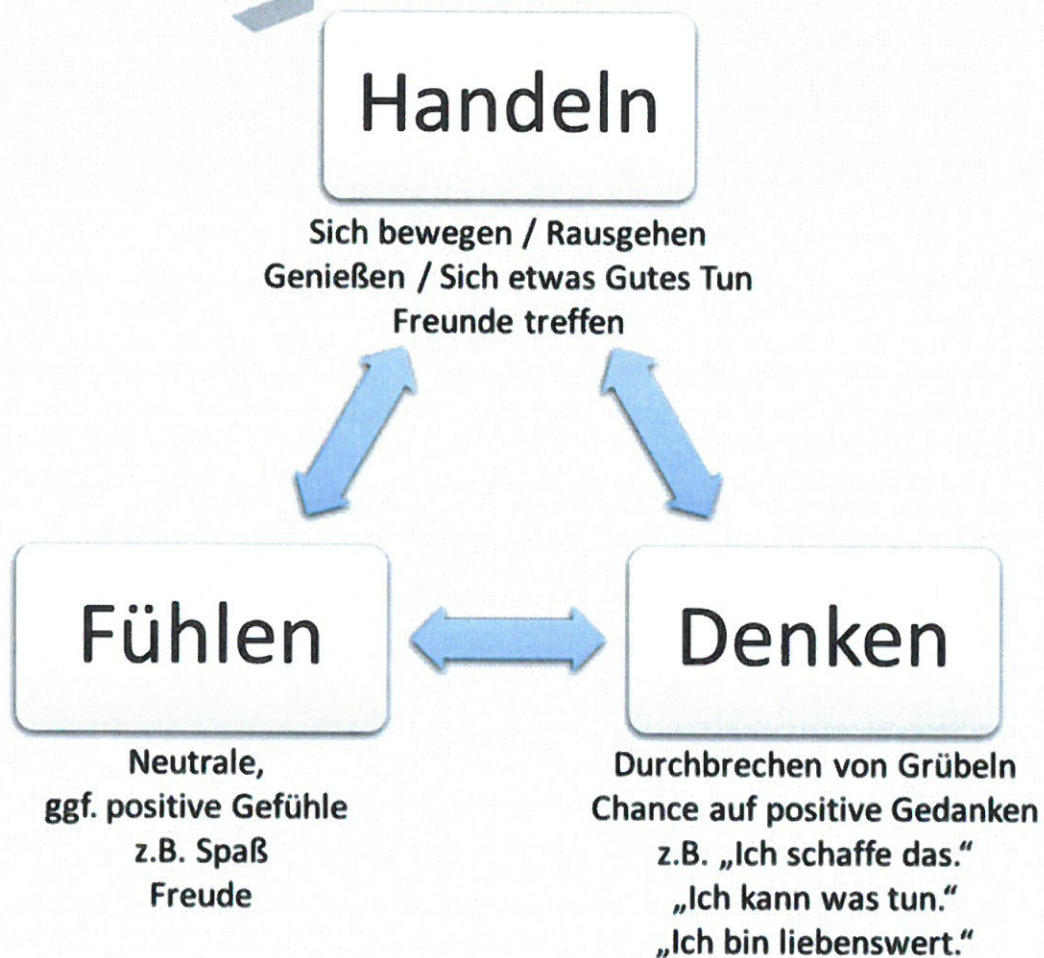 Handeln
Sich bewegen / Rausgehen
Genießen / Sich etwas Gutes Tun
Freunde treffen
Fühlen
Neutrale,
ggf. positive Gefühle
z.B. Spaß
Freude
Denken
Durchbrechen von Grübeln
Chance auf positive Gedanken
z.B. „Ich schaffe das.“
„Ich kann was tun.“
„Ich bin liebenswert.“